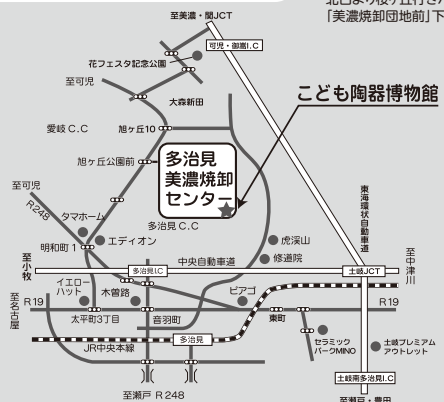 至美濃・関JCT
北口より桜ヶ丘行き
「美濃焼卸団地前」下
可児・御嵩I.C
花フェスタ記念公園
至可児
大森新田
こども陶器博物館
愛岐C.C
旭ヶ丘10
旭ヶ丘公園前
多治見
美濃焼卸
センター
至可児
R248
タマホーム
多治見C.C
東海環状自動車道
明和町1
エディオン
虎渓山
修道院
中央自動車道
至小牧
多治見I.C
土岐JCT
至中津川
イエロー
ハット
木曽路
ピアゴ
至名古屋
R19
R19
太平町3丁目
音羽町
東町
JR中央本線
多治見
セラミック
パークMINO
土岐プレミアム
アウトレット
土岐南多治見I.C
至瀬戸 R248
至瀬戸・豊田